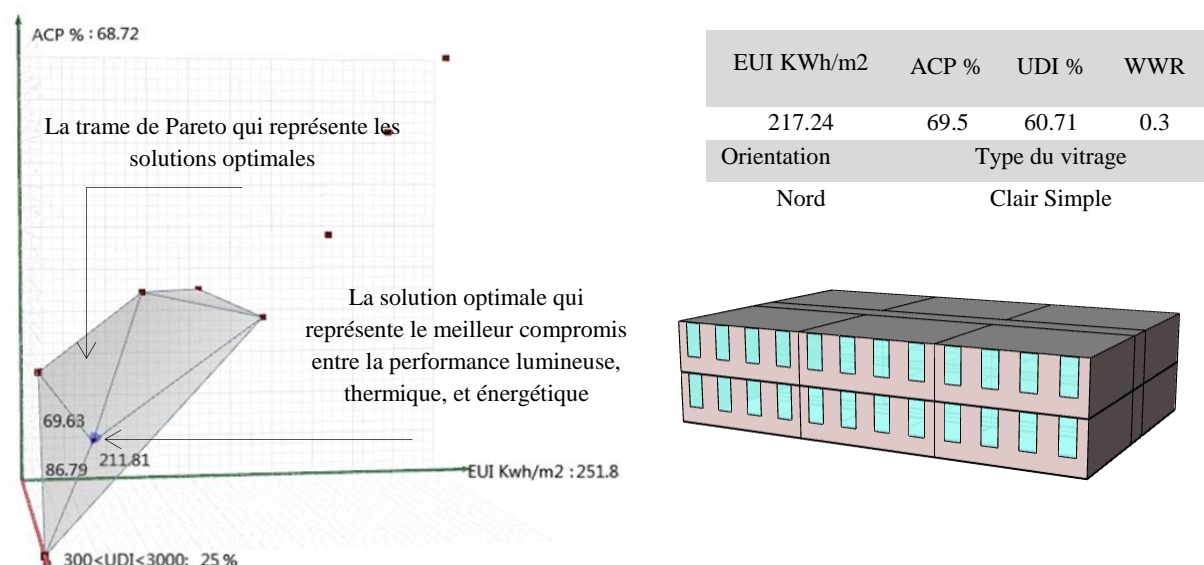 ACP % : 68.72
La trame de Pareto qui représente les
solutions optimales
La solution optimale qui
représente le meilleur compromis
entre la performance lumineuse,
thermique, et énergétique
69.63
211.81
86.79
EUI Kwh/m2 :251.8
300<UDI<3000: 25 %
EUI KWh/m2 ACP % UDI % WWR
217.24 69.5 60.71 0.3
Orientation Type du vitrage
Nord Clair Simple